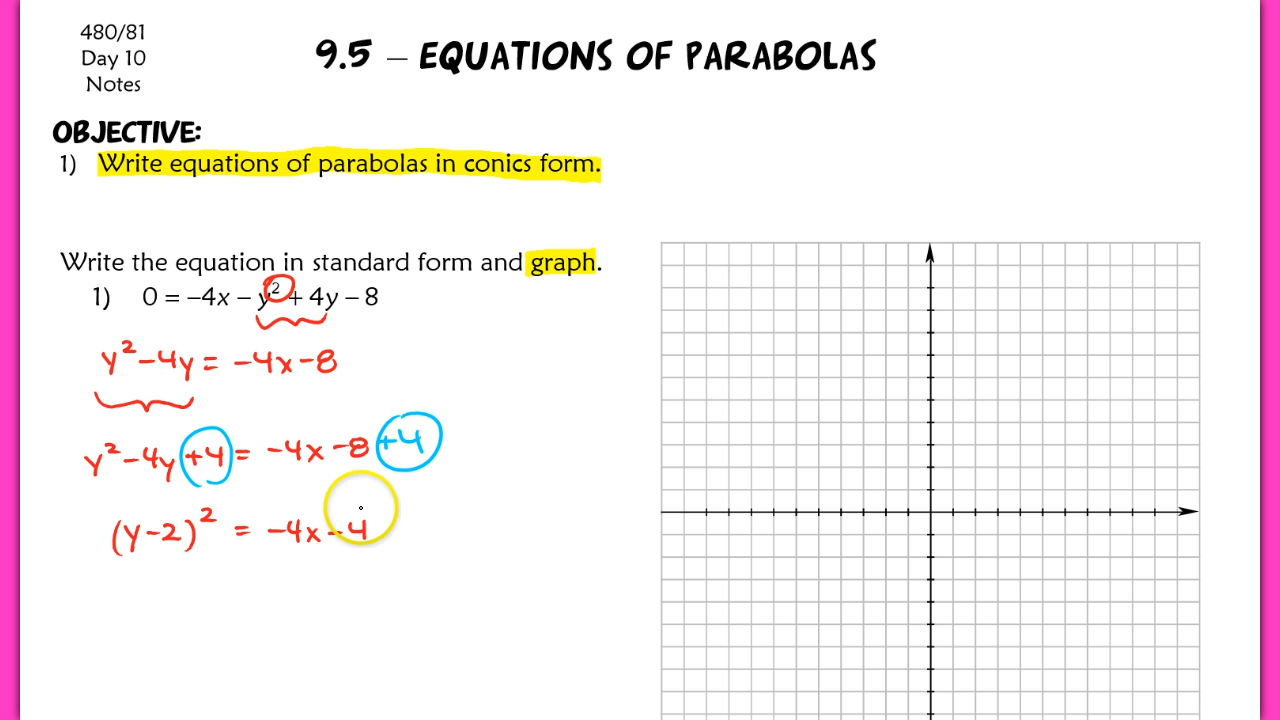 480/81
Day 10
Notes
9.5 – EQUATIONS OF PARABOLAS
OBJECTIVE:
1) Write equations of parabolas in conics form.
Write the equation in standard form and graph.
1) 0 = –4x – y² + 4y – 8
y² – 4y = –4x – 8
y² – 4y + 4 = –4x – 8 + 4
(y – 2)² = –4x – 4